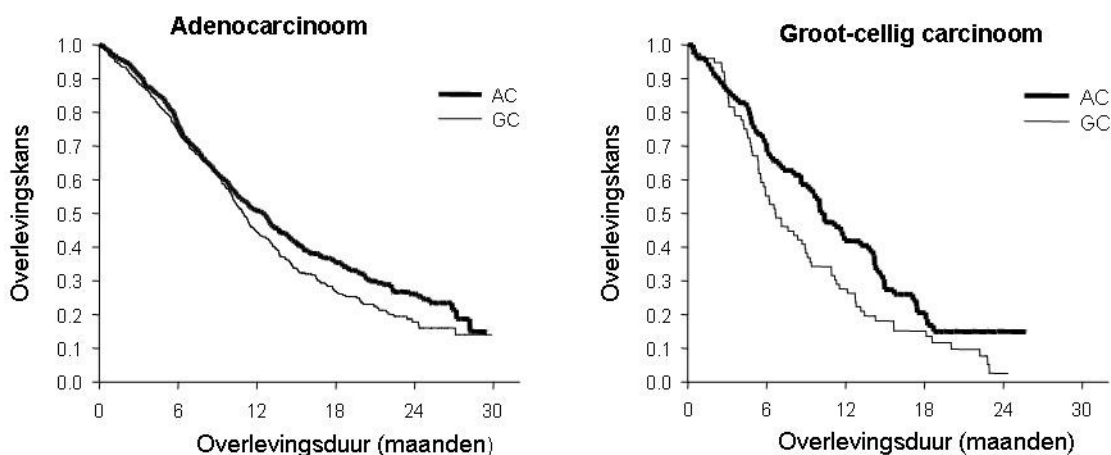 Adenocarcinoom
AC
GC
Overlevingskans
1.0
0.9
0.8
0.7
0.6
0.5
0.4
0.3
0.2
0.1
0.0
0 6 12 18 24 30
Overlevingsduur (maanden)
Groot-cellig carcinoom
AC
GC
Overlevingskans
1.0
0.9
0.8
0.7
0.6
0.5
0.4
0.3
0.2
0.1
0.0
0 6 12 18 24 30
Overlevingsduur (maanden)